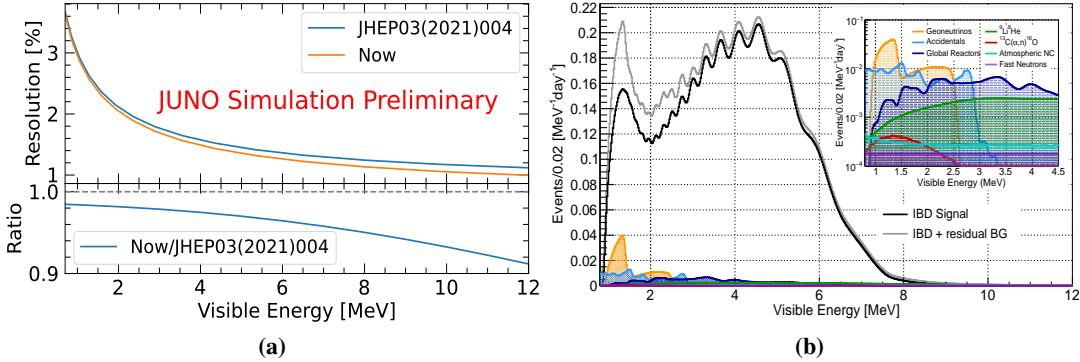 JHEP03(2021)004
Now
JUNO Simulation Preliminary
Resolution [%]
3
2
1
1.0
0.9
Ratio
Now/JHEP03(2021)004
2 4 6 8 10 12
Visible Energy [MeV]
(a)
Events/0.02 [MeV⁻¹day⁻¹]
0.22
0.2
0.18
0.16
0.14
0.12
0.1
0.08
0.06
0.04
0.02
0
2 4 6 8 10 12
Visible Energy [MeV]
IBD Signal
IBD + residual BG
Geoneutrinos
Accidentals
Global Reactors
⁹Li/⁸He
¹³C(α,n)¹⁶O
Atmospheric NC
Fast Neutrons
Events/0.02 [MeV⁻¹day⁻¹]
10⁻¹
10⁻²
10⁻³
10⁻⁴
1 1.5 2 2.5 3 3.5 4 4.5
Visible Energy (MeV)
(b)